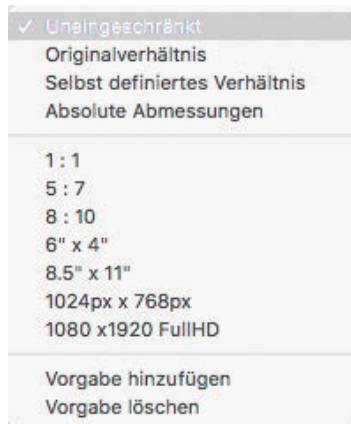 ✓ Uneingeschränkt
Originalverhältnis
Selbst definiertes Verhältnis
Absolute Abmessungen
1 : 1
5 : 7
8 : 10
6" x 4"
8.5" x 11"
1024px x 768px
1080 x1920 FullHD
Vorgabe hinzufügen
Vorgabe löschen